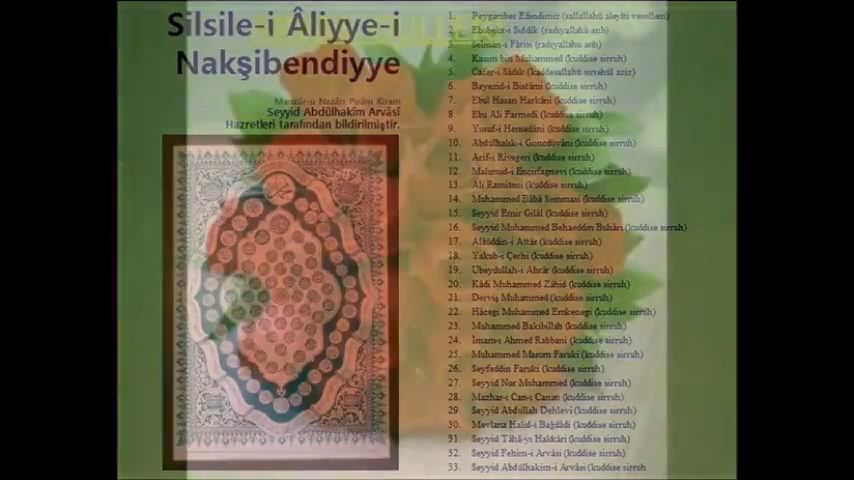 Silsile-i Âliyye-i
Nakşibendiyye
Manzûr-u Nazârı Pirânı Kiram
Seyyid Abdülhakîm Arvâsî
Hazretleri tarafından bildirilmiştir.
1. Peygamber Efendimiz (sallallahü aleyhi vesellem)
2. Ebubekr-i Sıddîk (radıyallahü anh)
3. Selman-ı Fârisi (radıyallahu anh)
4. Kasım bin Muhammed (kuddise sirruh)
5. Cafer-i Sâdık (kaddesallahü sırrehül aziz)
6. Bayezid-i Bistâmi (kuddise sirruh)
7. Ebul Hasan Harkâni (kuddise sirruh)
8 Ebu Ali Farmedi (kuddise sirruh)
9. Yusuf-i Hemedâni (kuddise sirruh)
10. Abdülhalık-ı Goncdüvâni (kuddise sirruh)
11. Arif-i Rivegeri (kuddise sirruh)
12. Mahmud-i Encirfagnevi (kuddise sirruh)
13. Ali Ramiteni (kuddise sirruh)
14. Muhammed Bâbâ Semmasi (kuddise sirruh)
15. Seyyid Emir Gilâl (kuddise sirruh)
16. Seyyid Muhammed Behaeddin Buhâri (kuddise sirruh)
17. Alâüddin-i Attâr (kuddise sirruh)
18. Yakub-ı Çerhi (kuddise sirruh)
19. Ubeydullah-i Ahrâr (kuddise sirruh)
20. Kâdi Muhammed Zâhid (kuddise sirruh)
21. Derviş Muhammed (kuddise sirruh)
22. Hâcegi Muhammed Emkenegi (kuddise sirruh)
23. Muhammed Bakibillah (kuddise sirruh)
24. İmam-ı Ahmed Rabbani (kuddise sirruh)
25. Muhammed Masum Faruki (kuddise sirruh)
26. Seyfeddin Faruki (kuddise sirruh)
27. Seyyid Nur Muhammed (kuddise sirruh)
28. Mazhar-ı Can-ı Canan (kuddise sirruh)
29. Seyyid Abdullah Dehlevi (kuddise sirruh)
30. Mevlana Halid-i Bağdâdi (kuddise sirruh)
31. Seyyid Tâhâ-yı Hakkâri (kuddise sirruh)
32. Seyyid Fehim-i Arvâsi (kuddise sirruh)
33. Seyyid Abdülhakim-i Arvâsi (kuddise sirruh